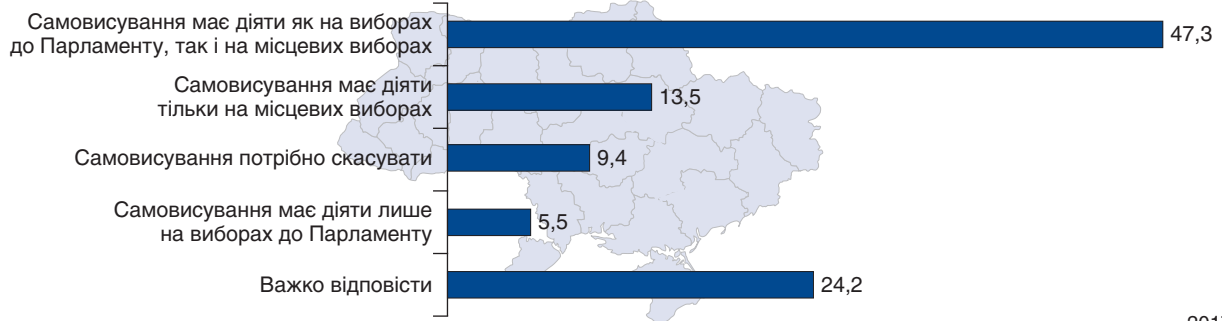 Самовисування має діяти як на виборах
до Парламенту, так і на місцевих виборах
47,3
Самовисування має діяти
тільки на місцевих виборах
13,5
Самовисування потрібно скасувати
9,4
Самовисування має діяти лише
на виборах до Парламенту
5,5
Важко відповісти
24,2